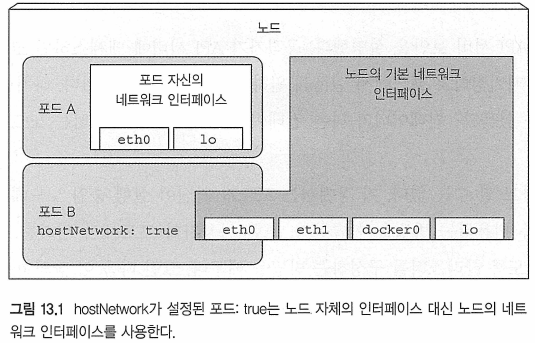 노드
포드 자신의
네트워크 인터페이스
포드 A
eth0
lo
노드의 기본 네트워크
인터페이스
포드 B
hostNetwork: true
eth0
eth1
docker0
lo
그림 13.1 hostNetwork가 설정된 포드: true는 노드 자체의 인터페이스 대신 노드의 네트
워크 인터페이스를 사용한다.